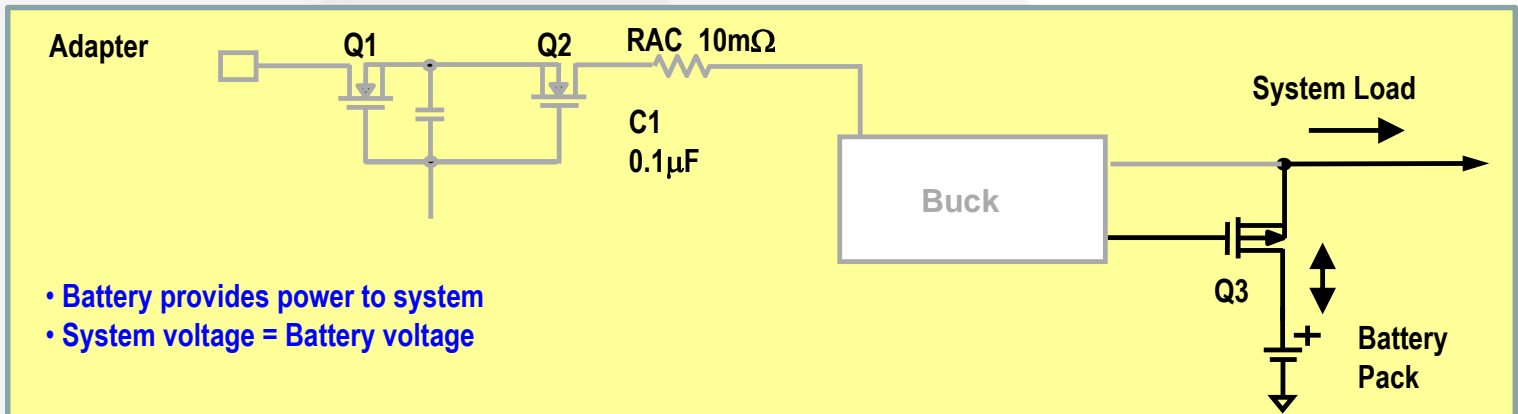 Adapter
Q1
Q2
RAC 10mΩ
C1
0.1μF
System Load
Buck
Q3
+
Battery
Pack
• Battery provides power to system
• System voltage = Battery voltage